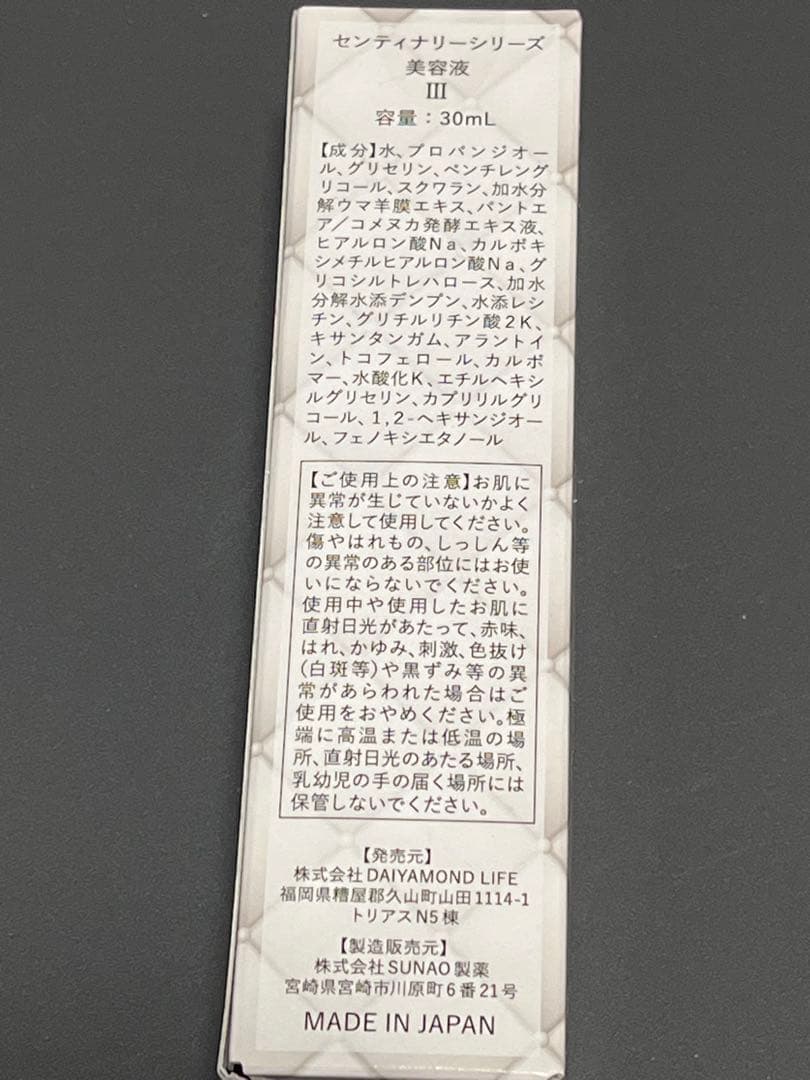 センティナリーシリーズ
美容液
III
容量：30mL
【成分】水、プロパンジオー
ル、グリセリン、ペンチレング
リコール、スクワラン、加水分
解ウマ羊膜エキス、パントエ
ア／コメヌカ発酵エキス液、
ヒアルロン酸Na、カルボキ
シメチルヒアルロン酸Na、グ
リコシルトレハロース、加水
分解水添デンプン、水添レシ
チン、グリチルリチン酸2K、
キサンタンガム、アラントイ
ン、トコフェロール、カルボ
マー、水酸化K、エチルヘキシ
ルグリセリン、カプリリルグリ
コール、1,2-ヘキサンジオー
ル、フェノキシエタノール
【ご使用上の注意】お肌に
異常が生じていないかよく
注意して使用してください。
傷やはれもの、しっしん等
の異常のある部位にはお使
いにならないでください。
使用中や使用したお肌に
直射日光があたって、赤味、
はれ、かゆみ、刺激、色抜け
(白斑等)や黒ずみ等の異
常があらわれた場合はご
使用をおやめください。極
端に高温または低温の場
所、直射日光のあたる場所、
乳幼児の手の届く場所には
保管しないでください。
【発売元】
株式会社DAIYAMOND LIFE
福岡県糟屋郡久山町山田1114-1
トリアスN5棟
【製造販売元】
株式会社SUNAO製薬
宮崎県宮崎市川原町6番21号
MADE IN JAPAN